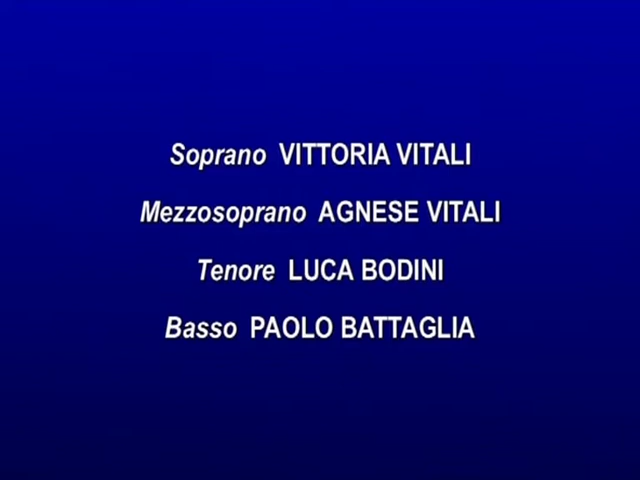 Soprano VITTORIA VITALI
Mezzosoprano AGNESE VITALI
Tenore LUCA BODINI
Basso PAOLO BATTAGLIA